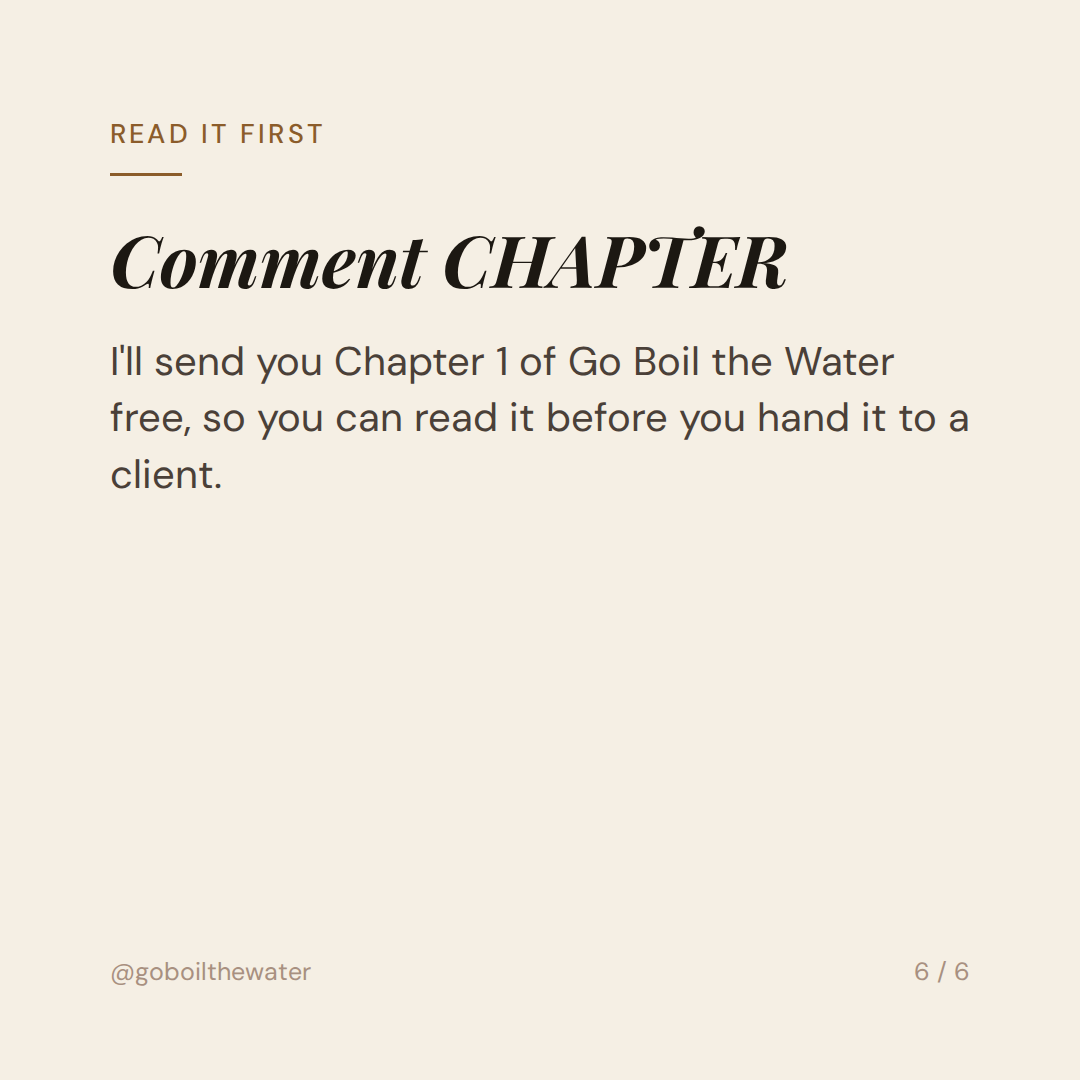 READ IT FIRST
Comment CHAPTER
I'll send you Chapter 1 of Go Boil the Water
free, so you can read it before you hand it to a
client.
@goboilthewater
6 / 6